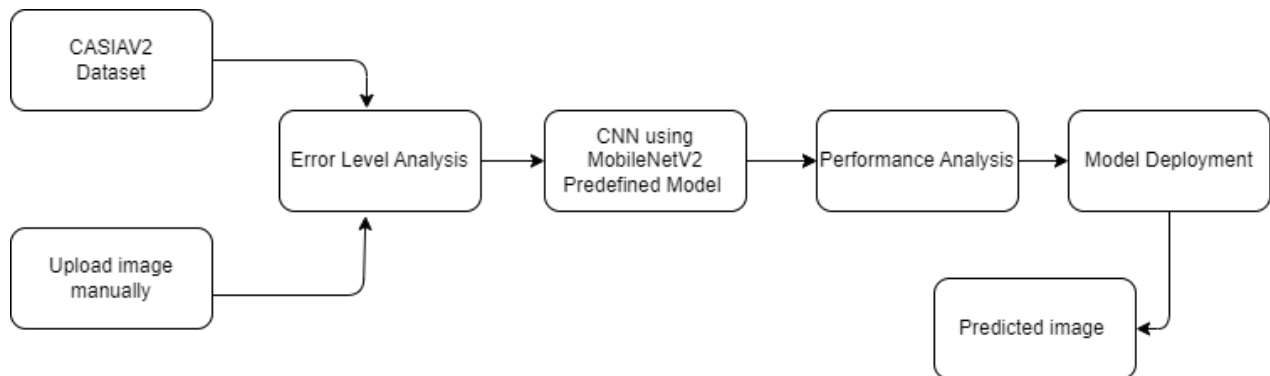 CASIAV2
Dataset
Error Level Analysis
CNN using
MobileNetV2
Predefined Model
Performance Analysis
Model Deployment
Upload image
manually
Predicted image